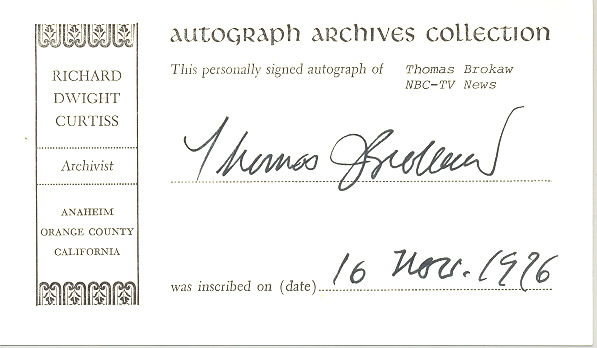 AUTOGRAPH ARCHIVES COLLECTION
This personally signed autograph of Thomas Brokaw
NBC-TV News
RICHARD
DWIGHT
CURTISS
Archivist
ANAHEIM
ORANGE COUNTY
CALIFORNIA
Thomas J Brokaw
was inscribed on (date) 16 Nov. 1976